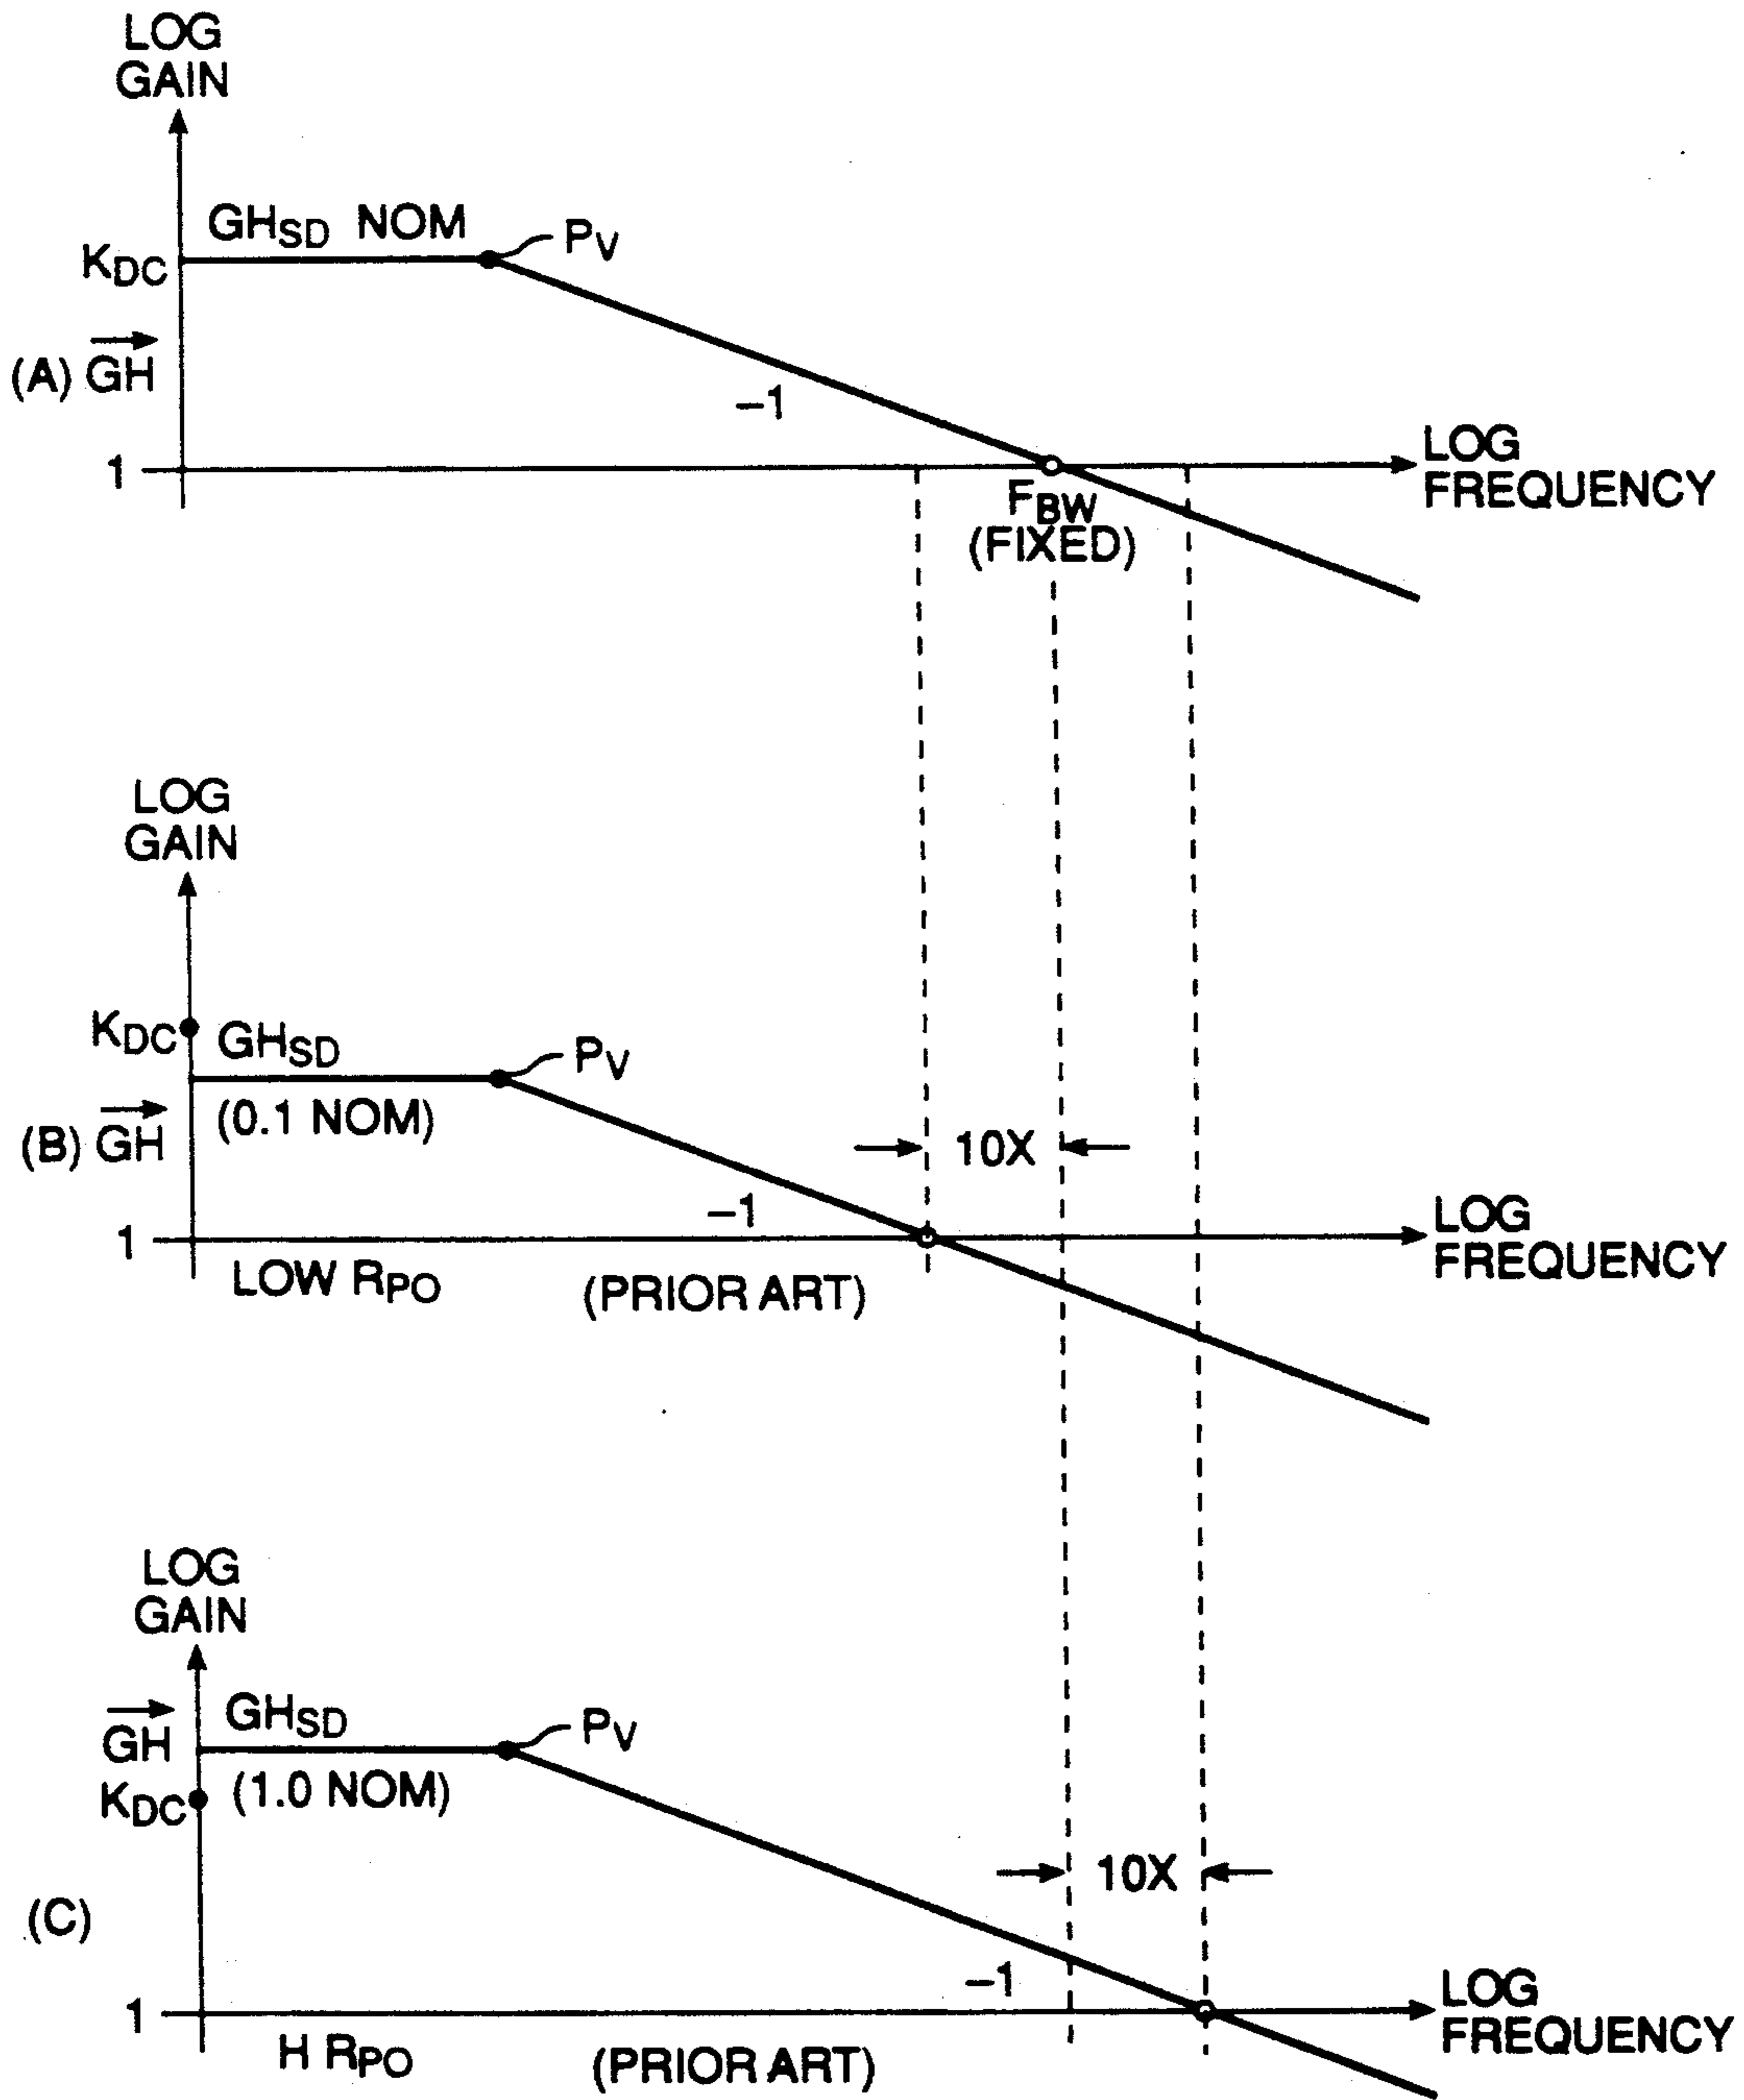 LOG
GAIN
GHSD NOM
PV
KDC
(A) GH
-1
1
LOG
FREQUENCY
FBW
(FIXED)
LOG
GAIN
KDC
GHSD
PV
(0.1 NOM)
(B) GH
10X
-1
1
LOG
FREQUENCY
LOW RPO
(PRIOR ART)
LOG
GAIN
GHSD
PV
GH
(1.0 NOM)
KDC
10X
(C)
-1
1
LOG
FREQUENCY
H RPO
(PRIOR ART)